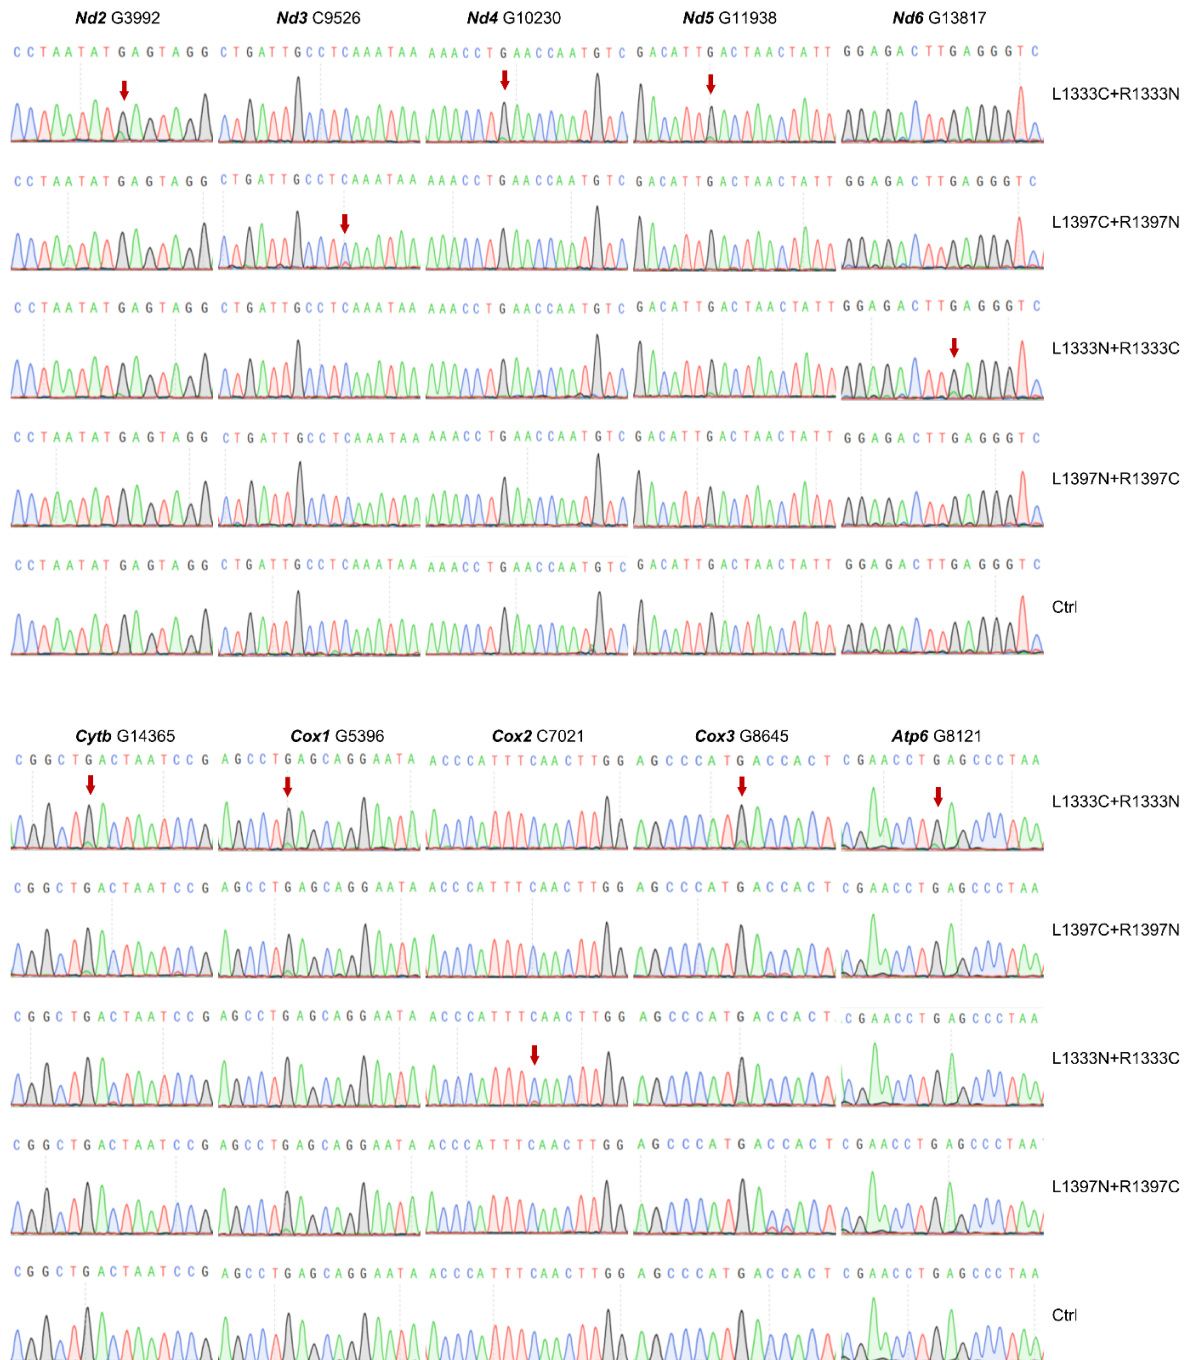 Nd2 G3992 Nd3 C9526 Nd4 G10230 Nd5 G11938 Nd6 G13817
CCTAATATGAGTAGG CTGATTGCCTCAAATAA AAACCTGAACCAATGTC GACATTGACTAACTATT GGAGACTTGAGGGTC
L1333C+R1333N
CCTAATATGAGTAGG CTGATTGCCTCAAATAA AAACCTGAACCAATGTC GACATTGACTAACTATT GGAGACTTGAGGGTC
L1397C+R1397N
CCTAATATGAGTAGG CTGATTGCCTCAAATAA AAACCTGAACCAATGTC GACATTGACTAACTATT GGAGACTTGAGGGTC
L1333N+R1333C
CCTAATATGAGTAGG CTGATTGCCTCAAATAA AAACCTGAACCAATGTC GACATTGACTAACTATT GGAGACTTGAGGGTC
L1397N+R1397C
CCTAATATGAGTAGG CTGATTGCCTCAAATAA AAACCTGAACCAATGTC GACATTGACTAACTATT GGAGACTTGAGGGTC
Ctrl
Cytb G14365 Cox1 G5396 Cox2 C7021 Cox3 G8645 Atp6 G8121
CGGCTGACTAATCCG AGCCTGAGCAGGAATA ACCCATTTCAACTTGG AGCCCATGACCACT CGAACCTGAGCCCTAA
L1333C+R1333N
CGGCTGACTAATCCG AGCCTGAGCAGGAATA ACCCATTTCAACTTGG AGCCCATGACCACT CGAACCTGAGCCCTAA
L1397C+R1397N
CGGCTGACTAATCCG AGCCTGAGCAGGAATA ACCCATTTCAACTTGG AGCCCATGACCACT CGAACCTGAGCCCTAA
L1333N+R1333C
CGGCTGACTAATCCG AGCCTGAGCAGGAATA ACCCATTTCAACTTGG AGCCCATGACCACT CGAACCTGAGCCCTAA
L1397N+R1397C
CGGCTGACTAATCCG AGCCTGAGCAGGAATA ACCCATTTCAACTTGG AGCCCATGACCACT CGAACCTGAGCCCTAA
Ctrl